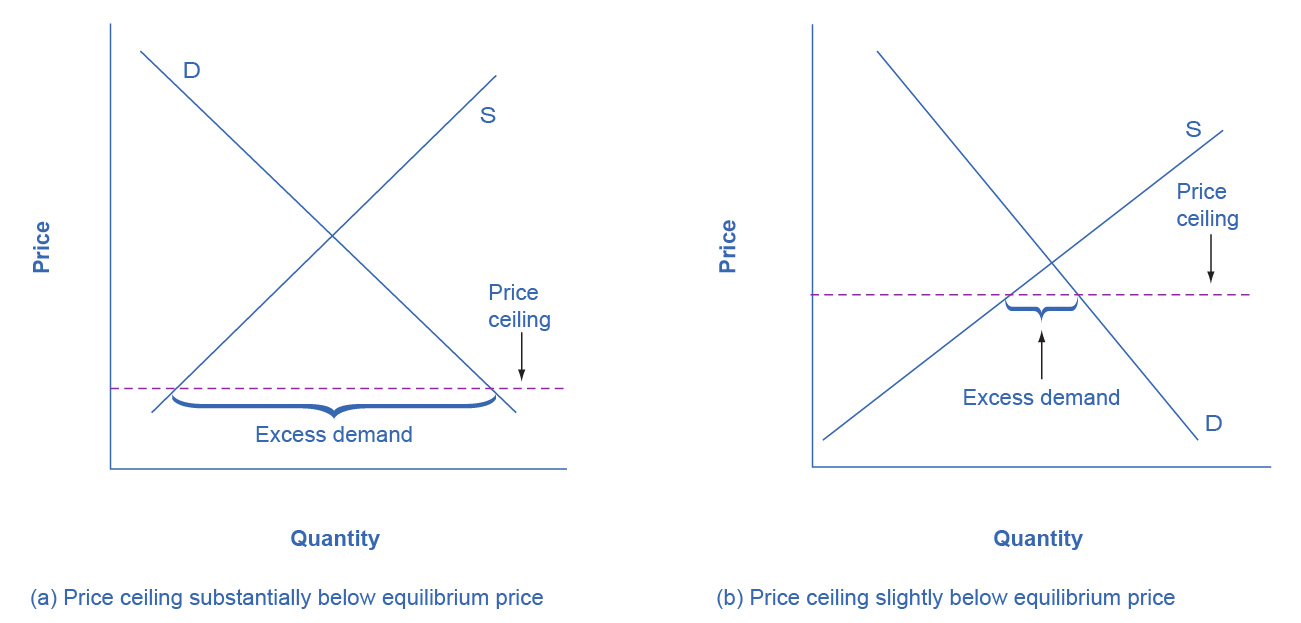 D
S
Price
Price
ceiling
Excess demand
Quantity
(a) Price ceiling substantially below equilibrium price
S
Price
ceiling
Price
Excess demand
D
Quantity
(b) Price ceiling slightly below equilibrium price